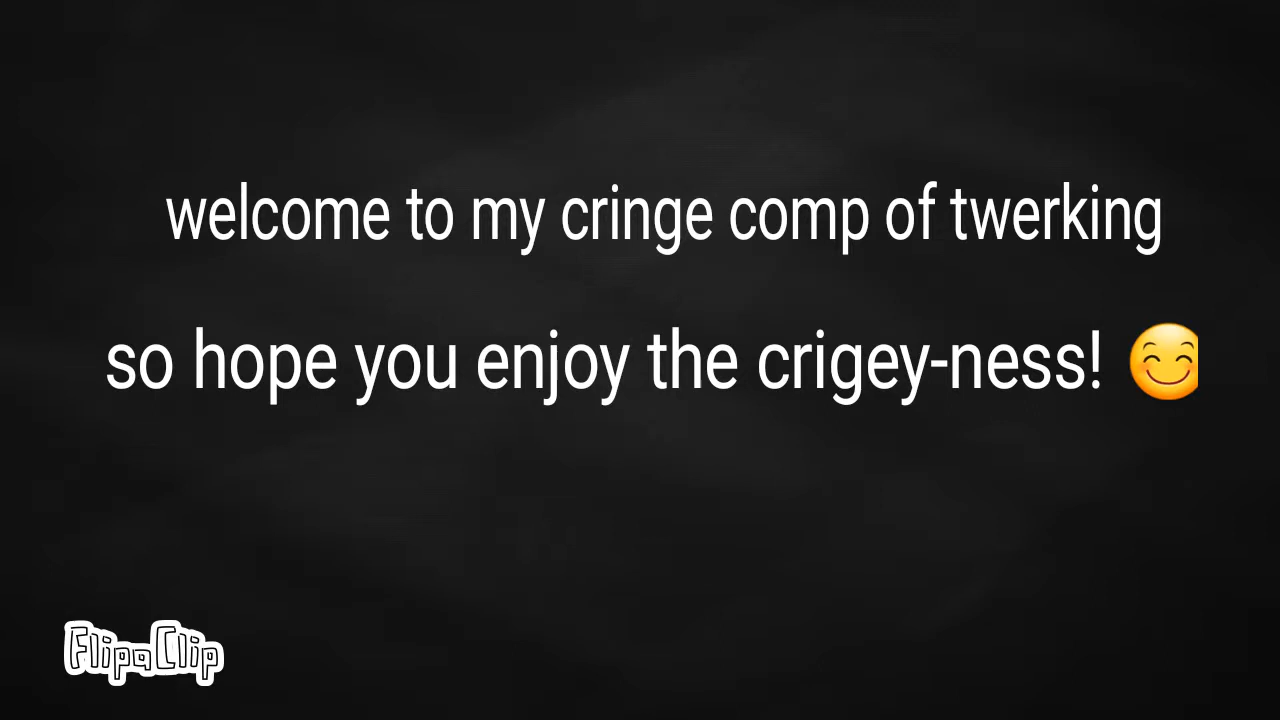 welcome to my cringe comp of twerking
so hope you enjoy the crigey-ness! 😊
FlipaClip